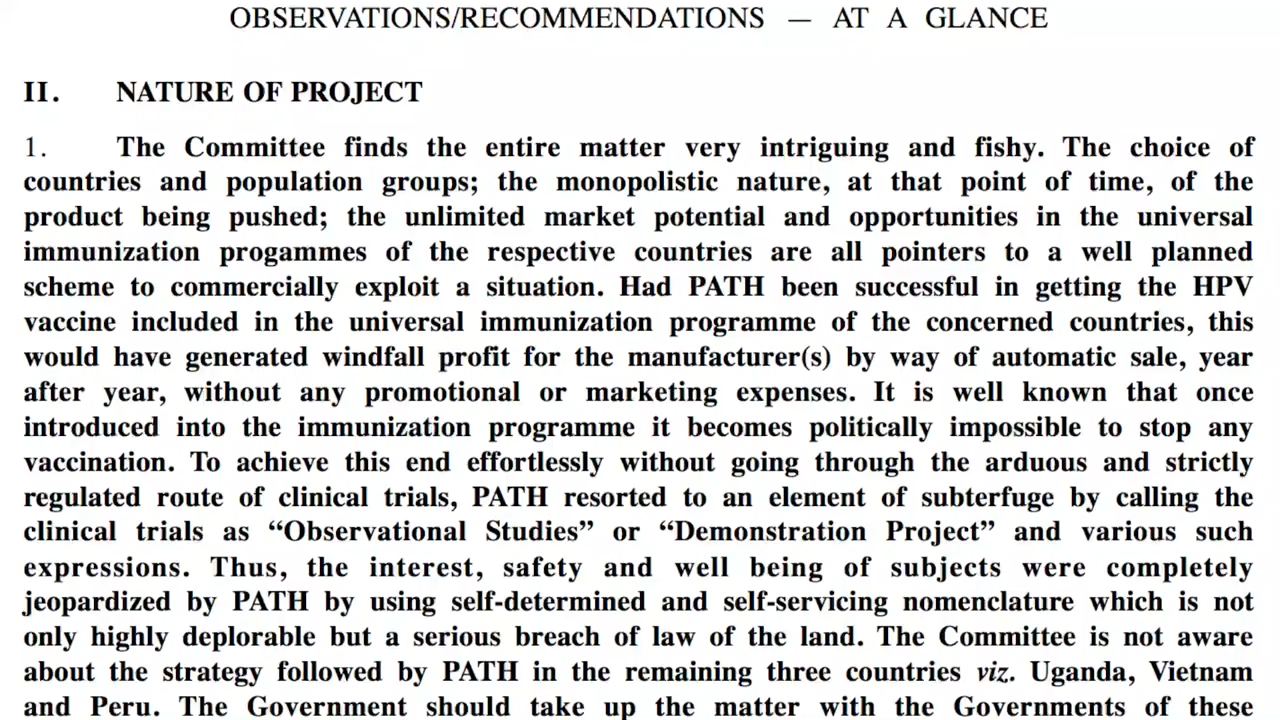 OBSERVATIONS/RECOMMENDATIONS — AT A GLANCE
II. NATURE OF PROJECT
1. The Committee finds the entire matter very intriguing and fishy. The choice of
countries and population groups; the monopolistic nature, at that point of time, of the
product being pushed; the unlimited market potential and opportunities in the universal
immunization progammes of the respective countries are all pointers to a well planned
scheme to commercially exploit a situation. Had PATH been successful in getting the HPV
vaccine included in the universal immunization programme of the concerned countries, this
would have generated windfall profit for the manufacturer(s) by way of automatic sale, year
after year, without any promotional or marketing expenses. It is well known that once
introduced into the immunization programme it becomes politically impossible to stop any
vaccination. To achieve this end effortlessly without going through the arduous and strictly
regulated route of clinical trials, PATH resorted to an element of subterfuge by calling the
clinical trials as “Observational Studies” or “Demonstration Project” and various such
expressions. Thus, the interest, safety and well being of subjects were completely
jeopardized by PATH by using self-determined and self-servicing nomenclature which is not
only highly deplorable but a serious breach of law of the land. The Committee is not aware
about the strategy followed by PATH in the remaining three countries viz. Uganda, Vietnam
and Peru. The Government should take up the matter with the Governments of these